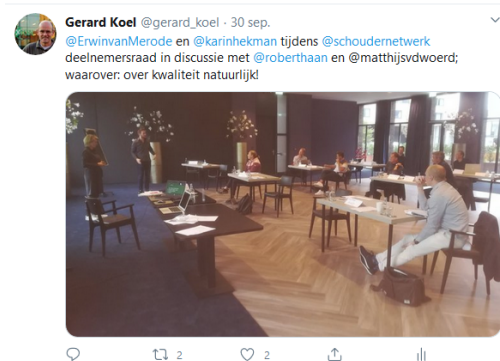 Gerard Koel @gerard_koel · 30 sep.
@ErwinvanMerode en @karinhekman tijdens @schoudernetwerk
deelnemersraad in discussie met @roberthaan en @matthijsvdwoerd;
waarover: over kwaliteit natuurlijk!
2 2